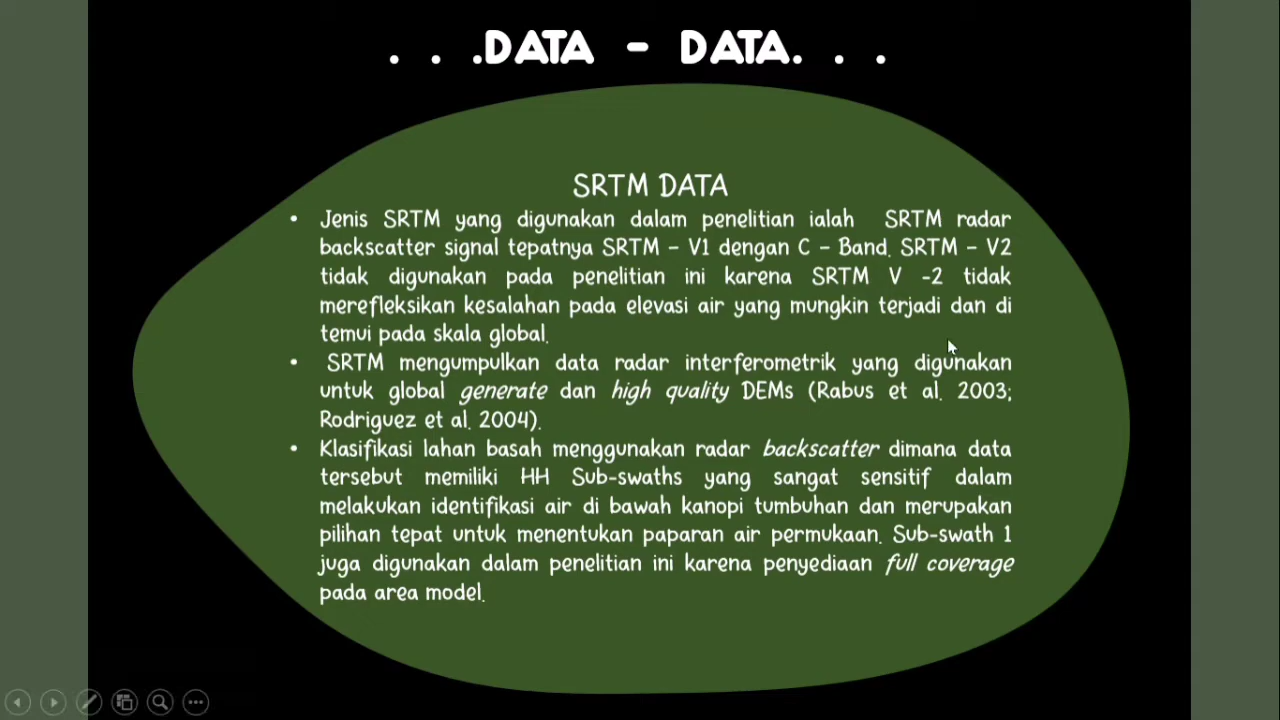 . . .DATA - DATA. . .
SRTM DATA
• Jenis SRTM yang digunakan dalam penelitian ialah SRTM radar
backscatter signal tepatnya SRTM – V1 dengan C – Band. SRTM – V2
tidak digunakan pada penelitian ini karena SRTM V -2 tidak
merefleksikan kesalahan pada elevasi air yang mungkin terjadi dan di
temui pada skala global.
• SRTM mengumpulkan data radar interferometrik yang digunakan
untuk global generate dan high quality DEMs (Rabus et al. 2003;
Rodriguez et al. 2004).
• Klasifikasi lahan basah menggunakan radar backscatter dimana data
tersebut memiliki HH Sub-swaths yang sangat sensitif dalam
melakukan identifikasi air di bawah kanopi tumbuhan dan merupakan
pilihan tepat untuk menentukan paparan air permukaan. Sub-swath 1
juga digunakan dalam penelitian ini karena penyediaan full coverage
pada area model.